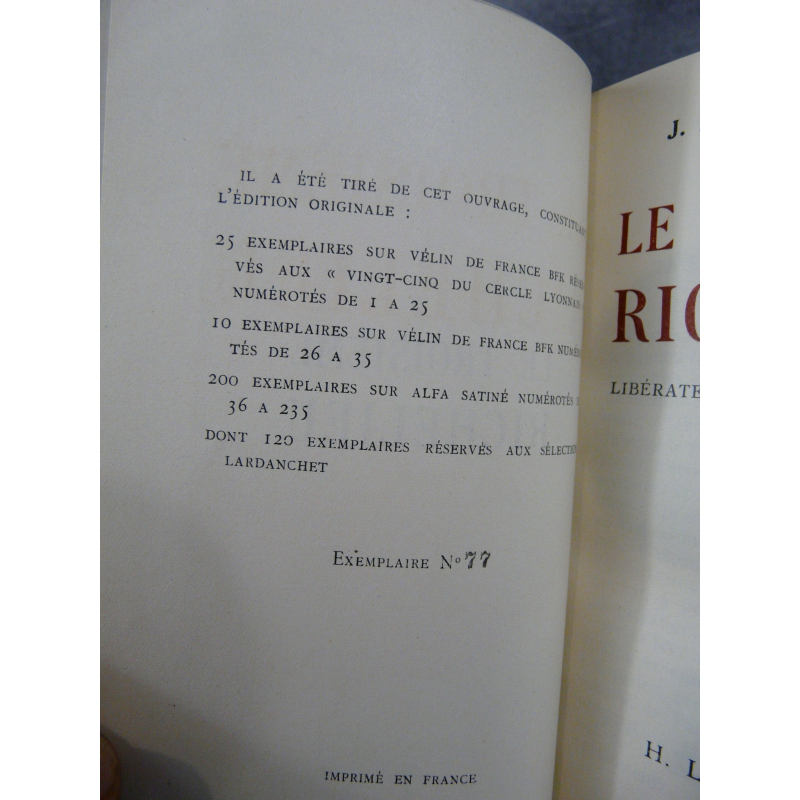 IL A ÉTÉ TIRÉ DE CET OUVRAGE, CONSTITUA
L'ÉDITION ORIGINALE :
25 EXEMPLAIRES SUR VÉLIN DE FRANCE BFK
VÉS AUX « VINGT-CINQ DU CERCLE LYONNAIS
NUMÉROTÉS DE 1 A 25
10 EXEMPLAIRES SUR VÉLIN DE FRANCE BFK NUMÉ
TÉS DE 26 A 35
200 EXEMPLAIRES SUR ALFA SATINÉ NUMÉROTÉS
36 A 235
DONT 120 EXEMPLAIRES RÉSERVÉS AUX SÉLECTION
LARDANCHET
EXEMPLAIRE Nº 77
IMPRIMÉ EN FRANCE
J.
LE
RIC
LIBÉRATE
H. L